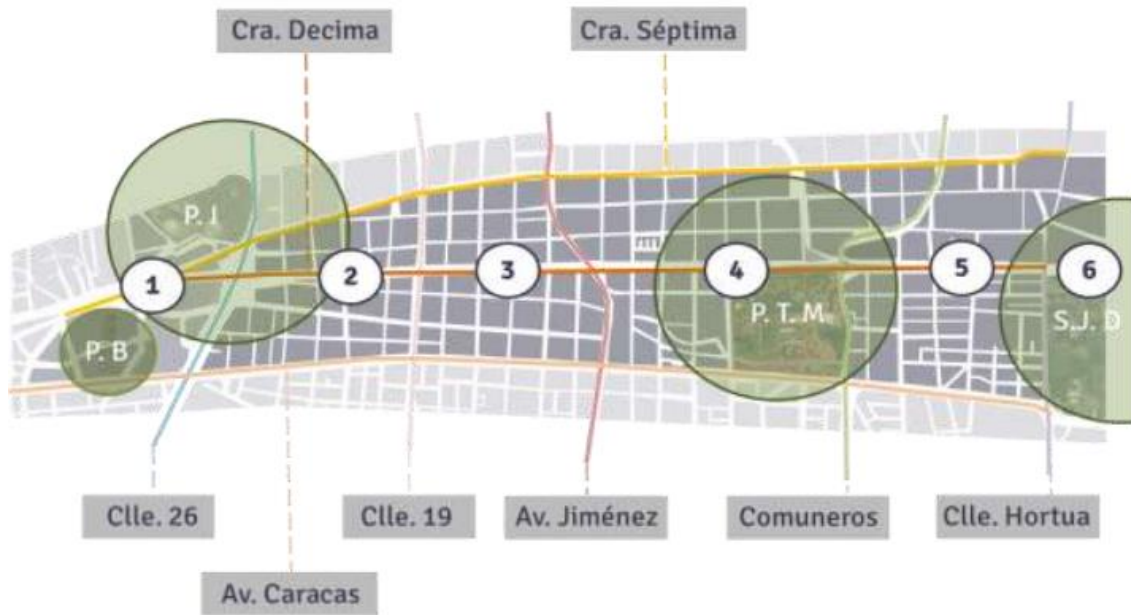 Cra. Decima
Cra. Séptima
P. I
1
2
3
4
5
6
P. B
P. T. M
S.J. D
Clle. 26
Clle. 19
Av. Jiménez
Comuneros
Clle. Hortua
Av. Caracas